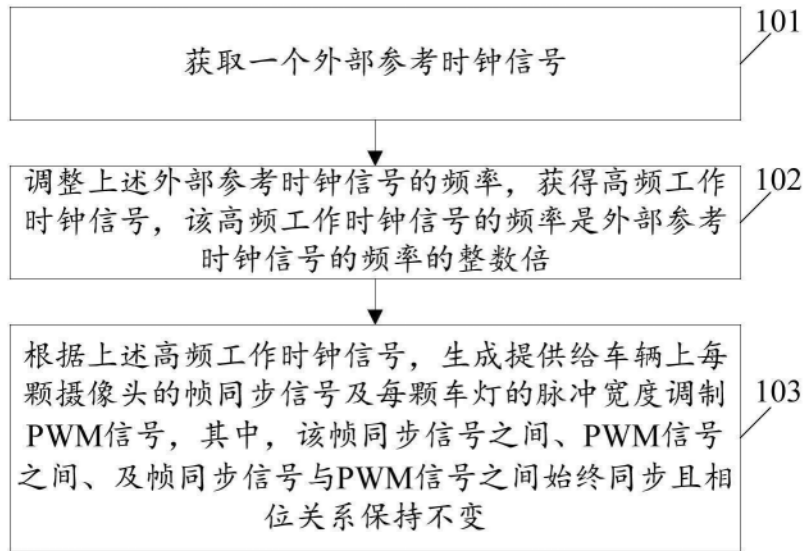 101
获取一个外部参考时钟信号
102
调整上述外部参考时钟信号的频率，获得高频工作
时钟信号，该高频工作时钟信号的频率是外部参考
时钟信号的频率的整数倍
103
根据上述高频工作时钟信号，生成提供给车辆上每
颗摄像头的帧同步信号及每颗车灯的脉冲宽度调制
PWM信号，其中，该帧同步信号之间、PWM信号
之间、及帧同步信号与PWM信号之间始终同步且相
位关系保持不变